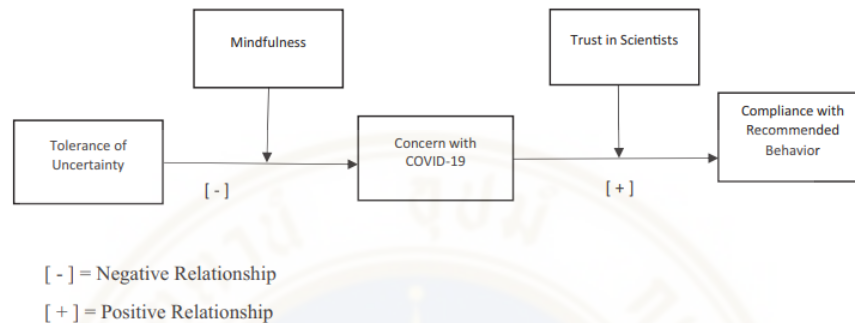 Mindfulness
Trust in Scientists
Tolerance of
Uncertainty
Concern with
COVID-19
Compliance with
Recommended
Behavior
[ - ]
[ + ]
[ - ] = Negative Relationship
[ + ] = Positive Relationship